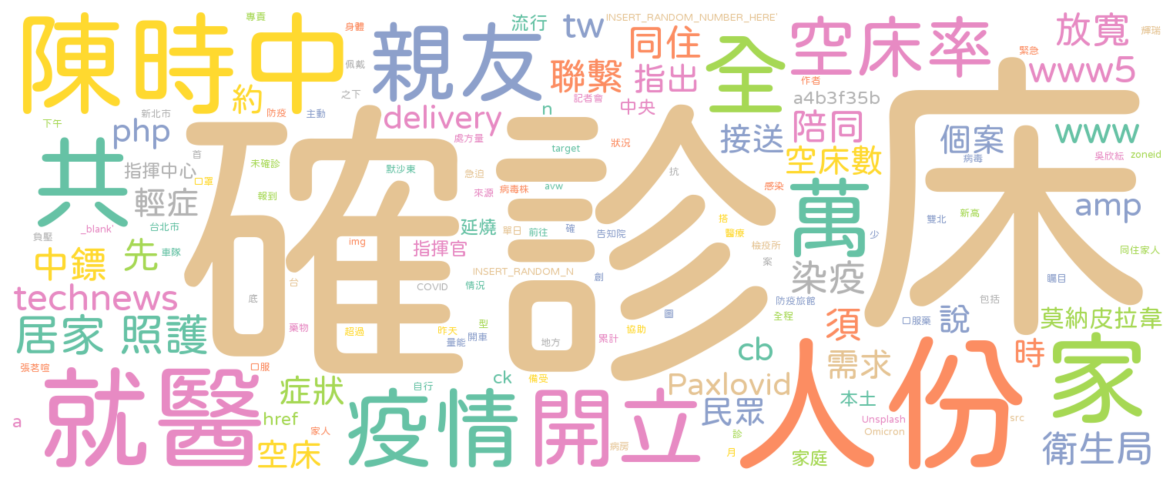 專責
身體
流行
tw
INSERT_RANDOM_NUMBER_HERE'
放寬
輝瑞
陳時中
親友
佩戴
聯繫
同住
指出
全
空床率
緊急
www5
約
之下
記者會
中央
作者
a4b3f35b
新北市
防疫
主動
delivery
n
下午
php
處方量
狀況
接送
陪同
個案
www
共
指揮中心
首
未確診
默沙東
target
空床數
病毒
吳欣紜
zoneid
口罩
急迫
抗
輕症
報到
來源
病毒株
avw
感染
萬
確診
床
amp
_blank'
台北市
延燒
單日
前往
確
搭
雙北
新高
負壓
車隊
img
指揮官
告知院
醫療
少
同住家人
中鏢
先
檢疫所
案
染疫
矚目
INSERT_RANDOM_N
創
台
COVID
情況
technews
底
型
圖
防疫旅館
包括
藥物
超過
昨天
協助
全程
口服藥
說
莫納皮拉韋
居家
照護
量能
開車
地方
累計
須
時
cb
張茗喧
口服
自行
ck
備受
Paxlovid
需求
家
症狀
就醫
疫情
開立
民眾
本土
人份
a
href
家人
Unsplash
Omicron
src
空床
病房
診
月
家庭
衛生局